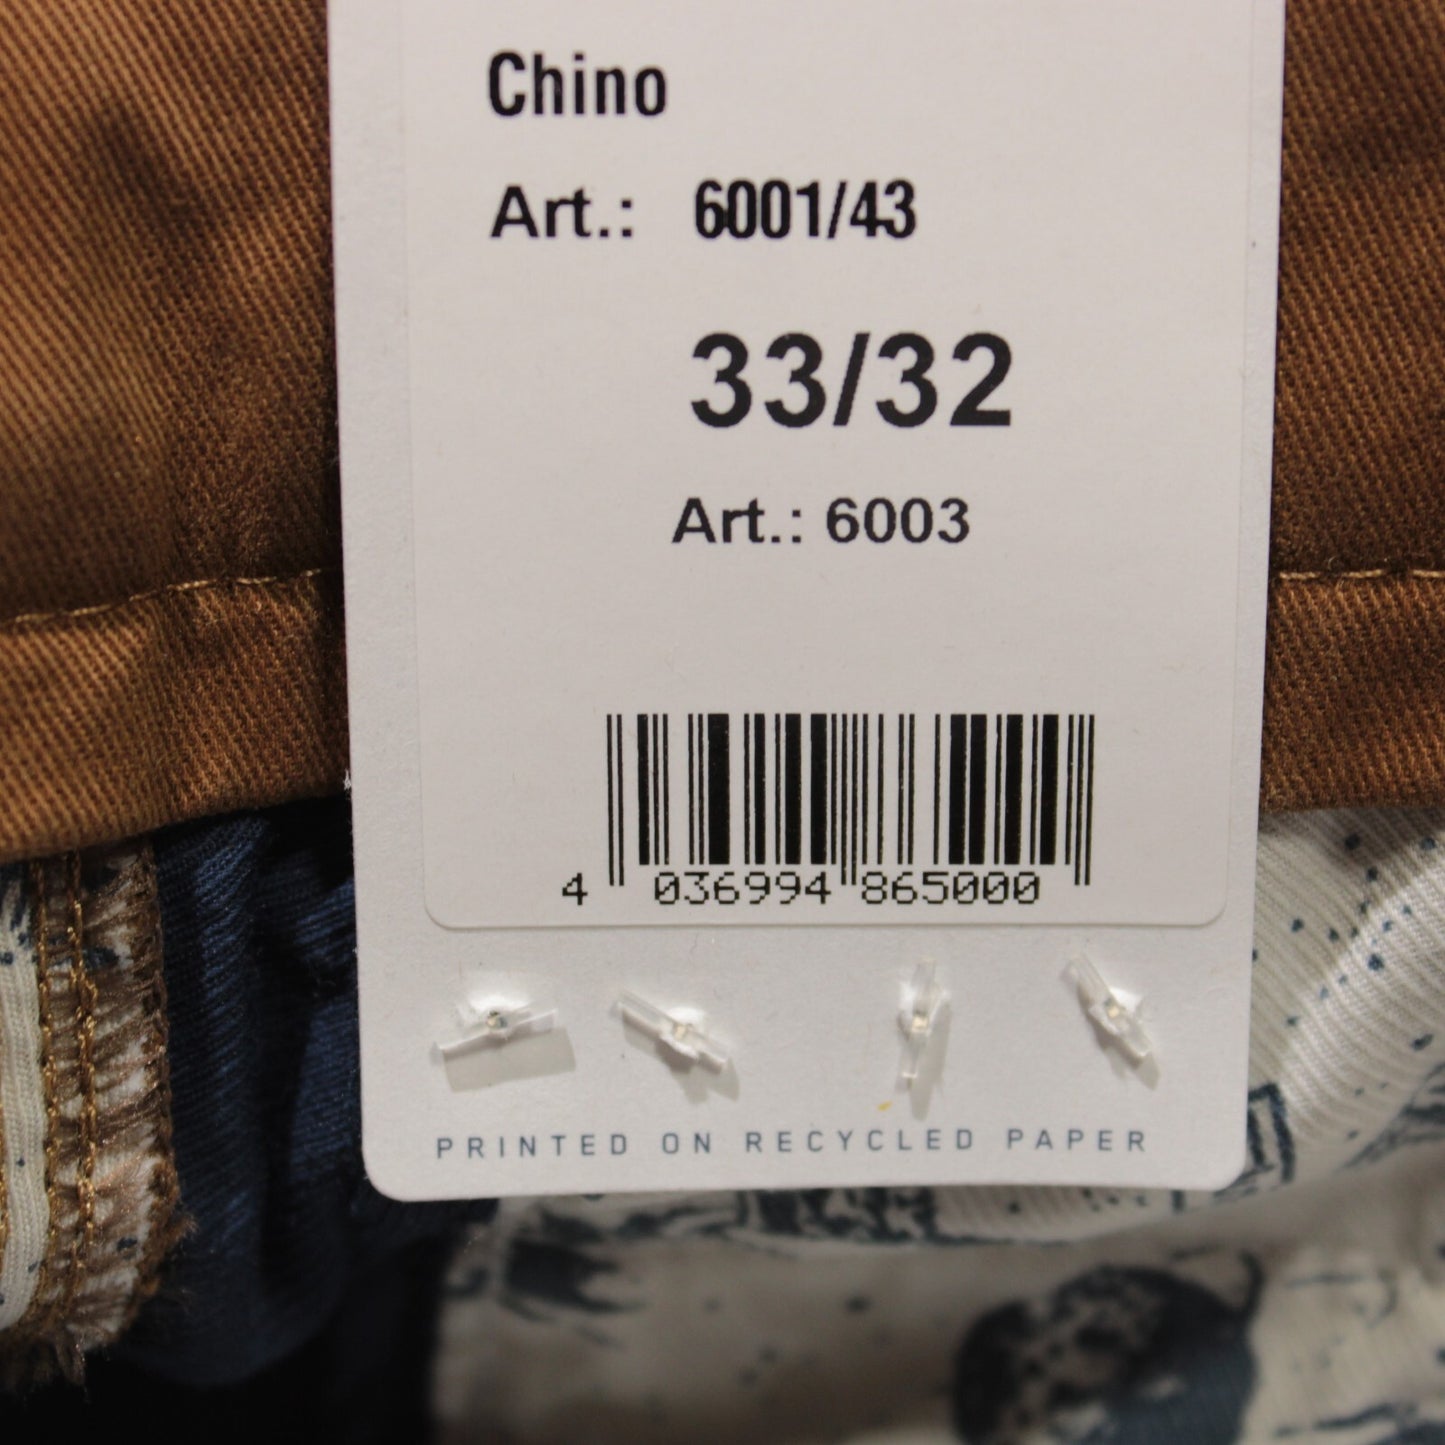 Chino
Art.: 6001/43
33/32
Art.: 6003
4 036994 865000
PRINTED ON RECYCLED PAPER